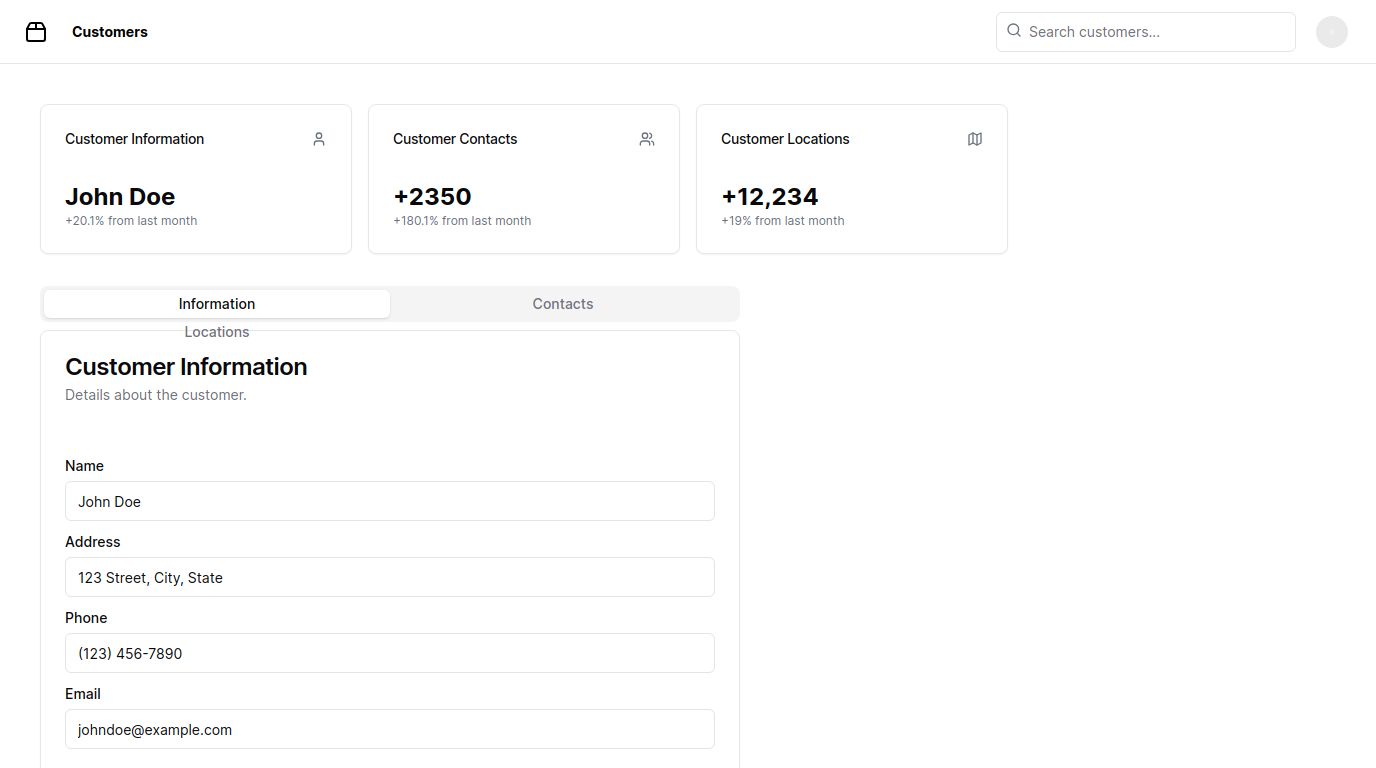 Customers
Search customers...
Customer Information
John Doe
+20.1% from last month
Customer Contacts
+2350
+180.1% from last month
Customer Locations
+12,234
+19% from last month
Information
Contacts
Locations
Customer Information
Details about the customer.
Name
John Doe
Address
123 Street, City, State
Phone
(123) 456-7890
Email
johndoe@example.com